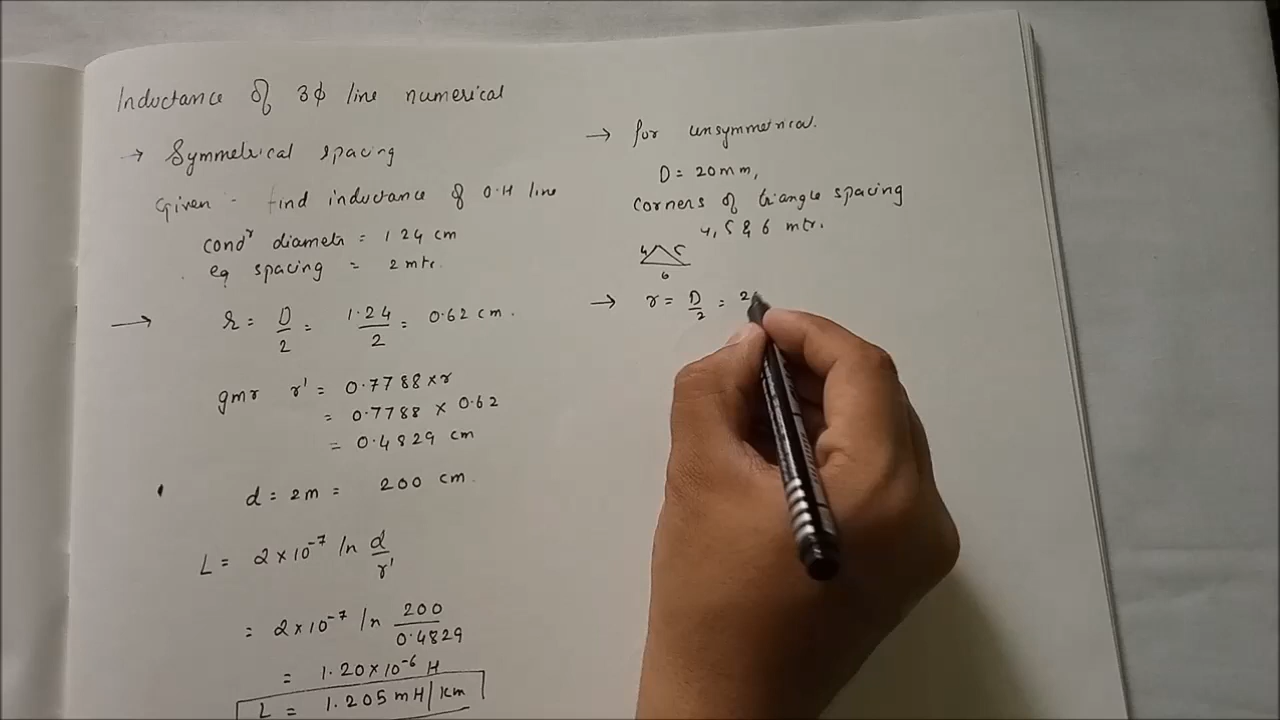 Inductance of 3φ line numerical
→ Symmetrical spacing
Given - find inductance of O.H line
condr diametr = 1.24 cm
eq spacing = 2 mtr.
→ r = D/2 = 1.24/2 = 0.62 cm.
gmr r' = 0.7788 × r
= 0.7788 × 0.62
= 0.4829 cm
d = 2m = 200 cm.
L = 2×10⁻⁷ ln d/r'
= 2×10⁻⁷ ln 200/0.4829
= 1.20×10⁻⁶ H
L = 1.205 mH/km
→ for unsymmetrical.
D = 20mm,
corners of triangle spacing
4, 5 & 6 mtr.
4 5
6
→ r = D/2 = 2